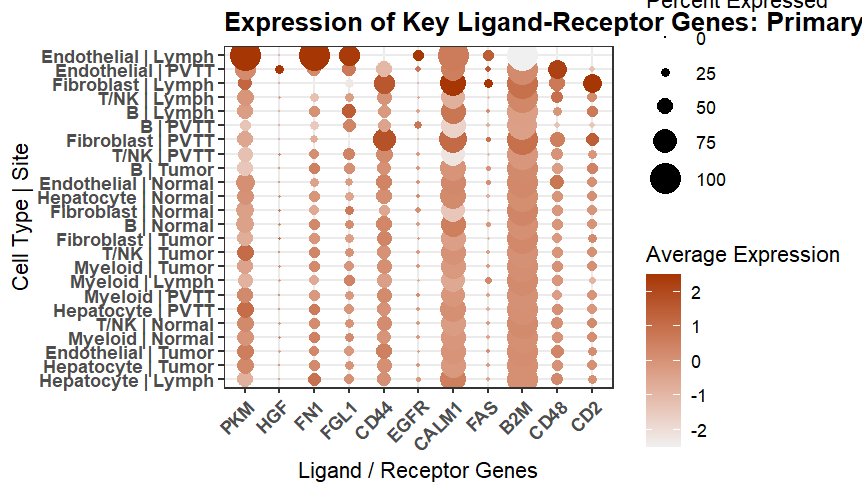 Expression of Key Ligand-Receptor Genes: Primary
Percent Expressed
0
25
50
75
100
Average Expression
2
1
0
-1
-2
Cell Type | Site
Endothelial | Lymph
Endothelial | PVTT
Fibroblast | Lymph
T/NK | Lymph
B | Lymph
B | PVTT
Fibroblast | PVTT
T/NK | PVTT
B | Tumor
Endothelial | Normal
Hepatocyte | Normal
Fibroblast | Normal
B | Normal
Fibroblast | Tumor
T/NK | Tumor
Myeloid | Tumor
Myeloid | Lymph
Myeloid | PVTT
Hepatocyte | PVTT
T/NK | Normal
Myeloid | Normal
Endothelial | Tumor
Hepatocyte | Tumor
Hepatocyte | Lymph
PKM
HGF
FN1
FGL1
CD44
EGFR
CALM1
FAS
B2M
CD48
CD2
Ligand / Receptor Genes